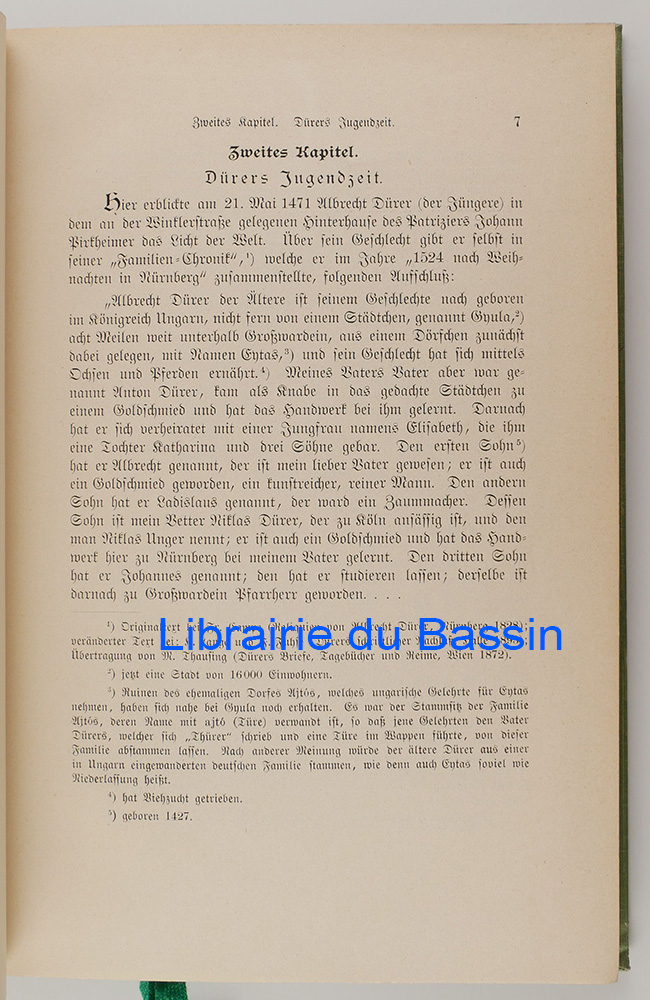 Zweites Kapitel. Dürers Jugendzeit. 7
Zweites Kapitel.
Dürers Jugendzeit.
Hier erblickte am 21. Mai 1471 Albrecht Dürer (der Jüngere) in
dem an der Winklerstraße gelegenen Hinterhause des Patriziers Johann
Pirkheimer das Licht der Welt. Über sein Geschlecht gibt er selbst in
seiner „Familien-Chronik“,¹) welche er im Jahre „1524 nach Weih-
nachten in Nürnberg“ zusammenstellte, folgenden Aufschluß:
„Albrecht Dürer der Ältere ist seinem Geschlechte nach geboren
im Königreich Ungarn, nicht fern von einem Städtchen, genannt Gyula,²)
acht Meilen weit unterhalb Großwardein, aus einem Dörfchen zunächst
dabei gelegen, mit Namen Eytas,³) und sein Geschlecht hat sich mittels
Ochsen und Pferden ernährt.⁴) Meines Vaters Vater aber war ge-
nannt Anton Dürer, kam als Knabe in das gedachte Städtchen zu
einem Goldschmied und hat das Handwerk bei ihm gelernt. Darnach
hat er sich verheiratet mit einer Jungfrau namens Elisabeth, die ihm
eine Tochter Katharina und drei Söhne gebar. Den ersten Sohn⁵)
hat er Albrecht genannt, der ist mein lieber Vater gewesen; er ist auch
ein Goldschmied geworden, ein kunstreicher, reiner Mann. Den andern
Sohn hat er Ladislaus genannt, der ward ein Zaummacher. Dessen
Sohn ist mein Vetter Niklas Dürer, der zu Köln ansässig ist, und den
man Niklas Unger nennt; er ist auch ein Goldschmied und hat das Hand-
werk hier zu Nürnberg bei meinem Vater gelernt. Den dritten Sohn
hat er Johannes genannt; den hat er studieren lassen; derselbe ist
darnach zu Großwardein Pfarrherr geworden. . . .
¹) Originaltext bei Fr. (Reliquien von Albrecht Dürer, Nürnberg 1828);
Librairie du Bassin
veränderter Text bei: K. Lange
Übertragung von M. Thausing (Dürers Briefe, Tagebücher und Reime, Wien 1872).
²) jetzt eine Stadt von 16000 Einwohnern.
³) Ruinen des ehemaligen Dorfes Ajtós, welches ungarische Gelehrte für Eytas
nehmen, haben sich nahe bei Gyula noch erhalten. Es war der Stammsitz der Familie
Ajtós, deren Name mit ajtó (Türe) verwandt ist, so daß jene Gelehrten den Vater
Dürers, welcher sich „Thürer“ schrieb und eine Türe im Wappen führte, von dieser
Familie abstammen lassen. Nach anderer Meinung würde der ältere Dürer aus einer
in Ungarn eingewanderten deutschen Familie stammen, wie denn auch Eytas soviel wie
Niederlassung heißt.
⁴) hat Viehzucht getrieben.
⁵) geboren 1427.